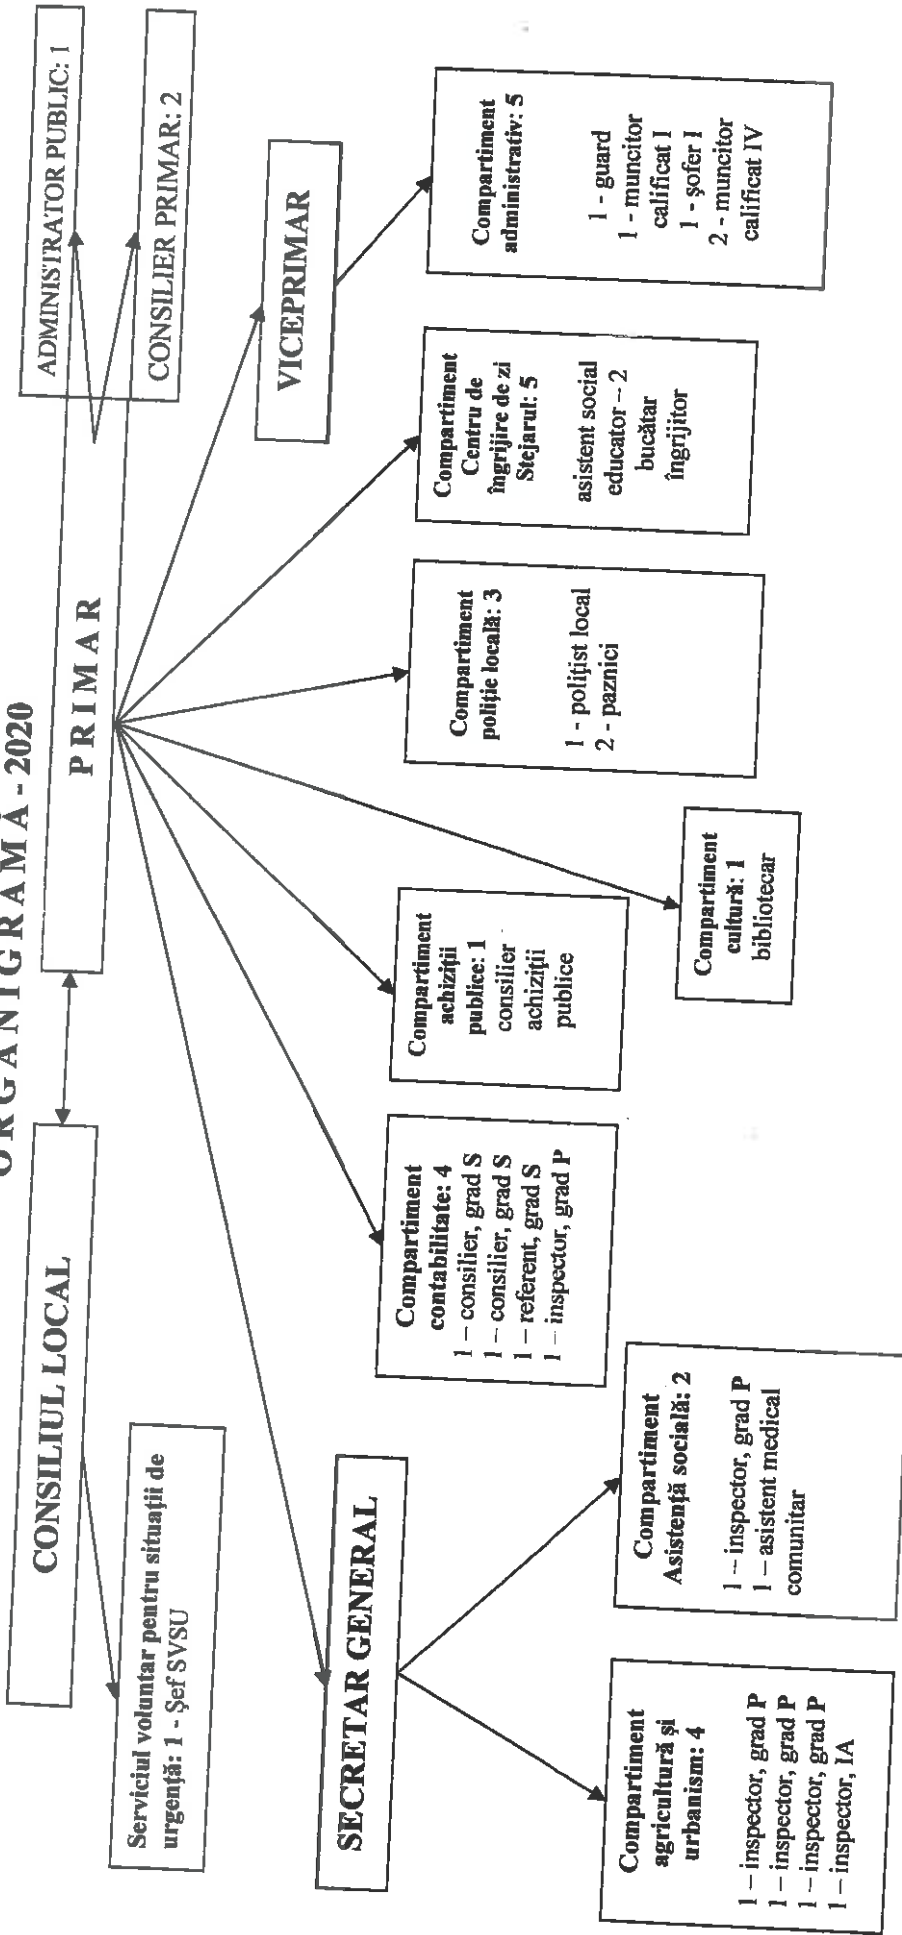 ORGANIGRAMĂ - 2020
CONSILIUL LOCAL
PRIMAR
ADMINISTRATOR PUBLIC: 1
CONSILIER PRIMAR: 2
Serviciul voluntar pentru situații de
urgență: 1 - Șef SVSU
SECRETAR GENERAL
VICEPRIMAR
Compartiment
contabilitate: 4
1 – consilier, grad S
1 – consilier, grad S
1 – referent, grad S
1 – inspector, grad P
Compartiment
achiziții
publice: 1
consilier
achiziții
publice
Compartiment
poliție locală: 3
1 - polițist local
2 - paznici
Compartiment
Centru de
îngrijire de zi
Stejarul: 5
asistent social
educator – 2
bucătar
îngrijitor
Compartiment
administrativ: 5
1 - guard
1 - muncitor
calificat I
1 - șofer I
2 - muncitor
calificat IV
Compartiment
agricultură și
urbanism: 4
1 – inspector, grad P
1 – inspector, grad P
1 – inspector, grad P
1 – inspector, IA
Compartiment
Asistență socială: 2
1 – inspector, grad P
1 – asistent medical
comunitar
Compartiment
cultură: 1
bibliotecar